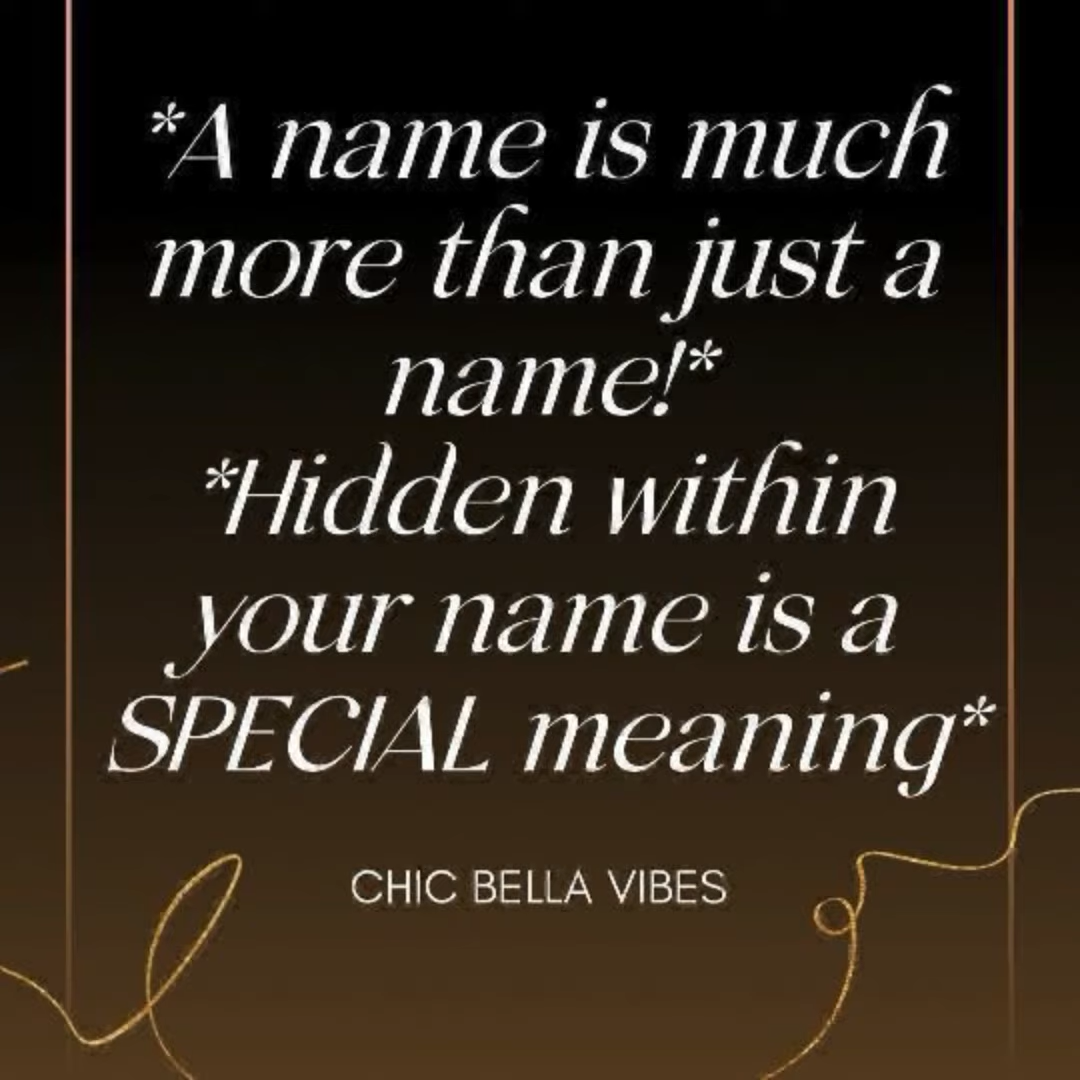 *A name is much
more than just a
name!*
*Hidden within
your name is a
SPECIAL meaning*
CHIC BELLA VIBES